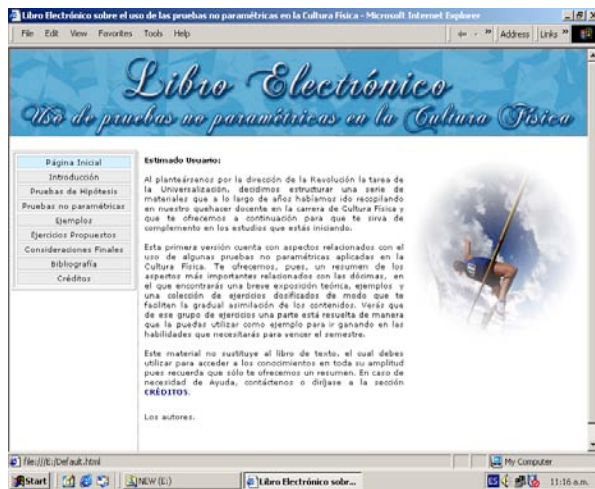 Libro Electrónico sobre el uso de las pruebas no paramétricas en la Cultura Física - Microsoft Internet Explorer
File Edit View Favorites Tools Help
Address Links »
Libro Electrónico
Uso de pruebas no paramétricas en la Cultura Física
Página Inicial
Introducción
Pruebas de Hipótesis
Pruebas no paramétricas
Ejemplos
Ejercicios Propuestos
Consideraciones Finales
Bibliografía
Créditos
Estimado Usuario:
Al planteársenos por la dirección de la Revolución la tarea de
la Universalización, decidimos estructurar una serie de
materiales que a lo largo de años habíamos ido recopilando
en nuestro quehacer docente en la carrera de Cultura Física y
que te ofrecemos a continuación para que te sirva de
complemento en los estudios que estás iniciando.
Esta primera versión cuenta con aspectos relacionados con el
uso de algunas pruebas no paramétricas aplicadas en la
Cultura Física. Te ofrecemos, pues, un resumen de los
aspectos más importantes relacionados con las décimas, en
el que encontrarás una breve exposición teórica, ejemplos y
una colección de ejercicios dosificados de modo que te
facilitan la gradual asimilación de los contenidos. Verás que
de ese grupo de ejercicios una parte está resuelta de manera
que la puedas utilizar como ejemplo para ir ganando en las
habilidades que necesitarás para vencer el semestre.
Este material no sustituye al libro de texto, el cual debes
utilizar para acceder a los conocimientos en toda su amplitud
pues recuerda que sólo te ofrecemos un resumen. En caso de
necesidad de Ayuda, contáctenos o diríjase a la sección
CRÉDITOS.
Los autores.
file:///E:/Default.html
My Computer
Start
NEW (E:)
Libro Electrónico sobr...
ES
11:16 a.m.